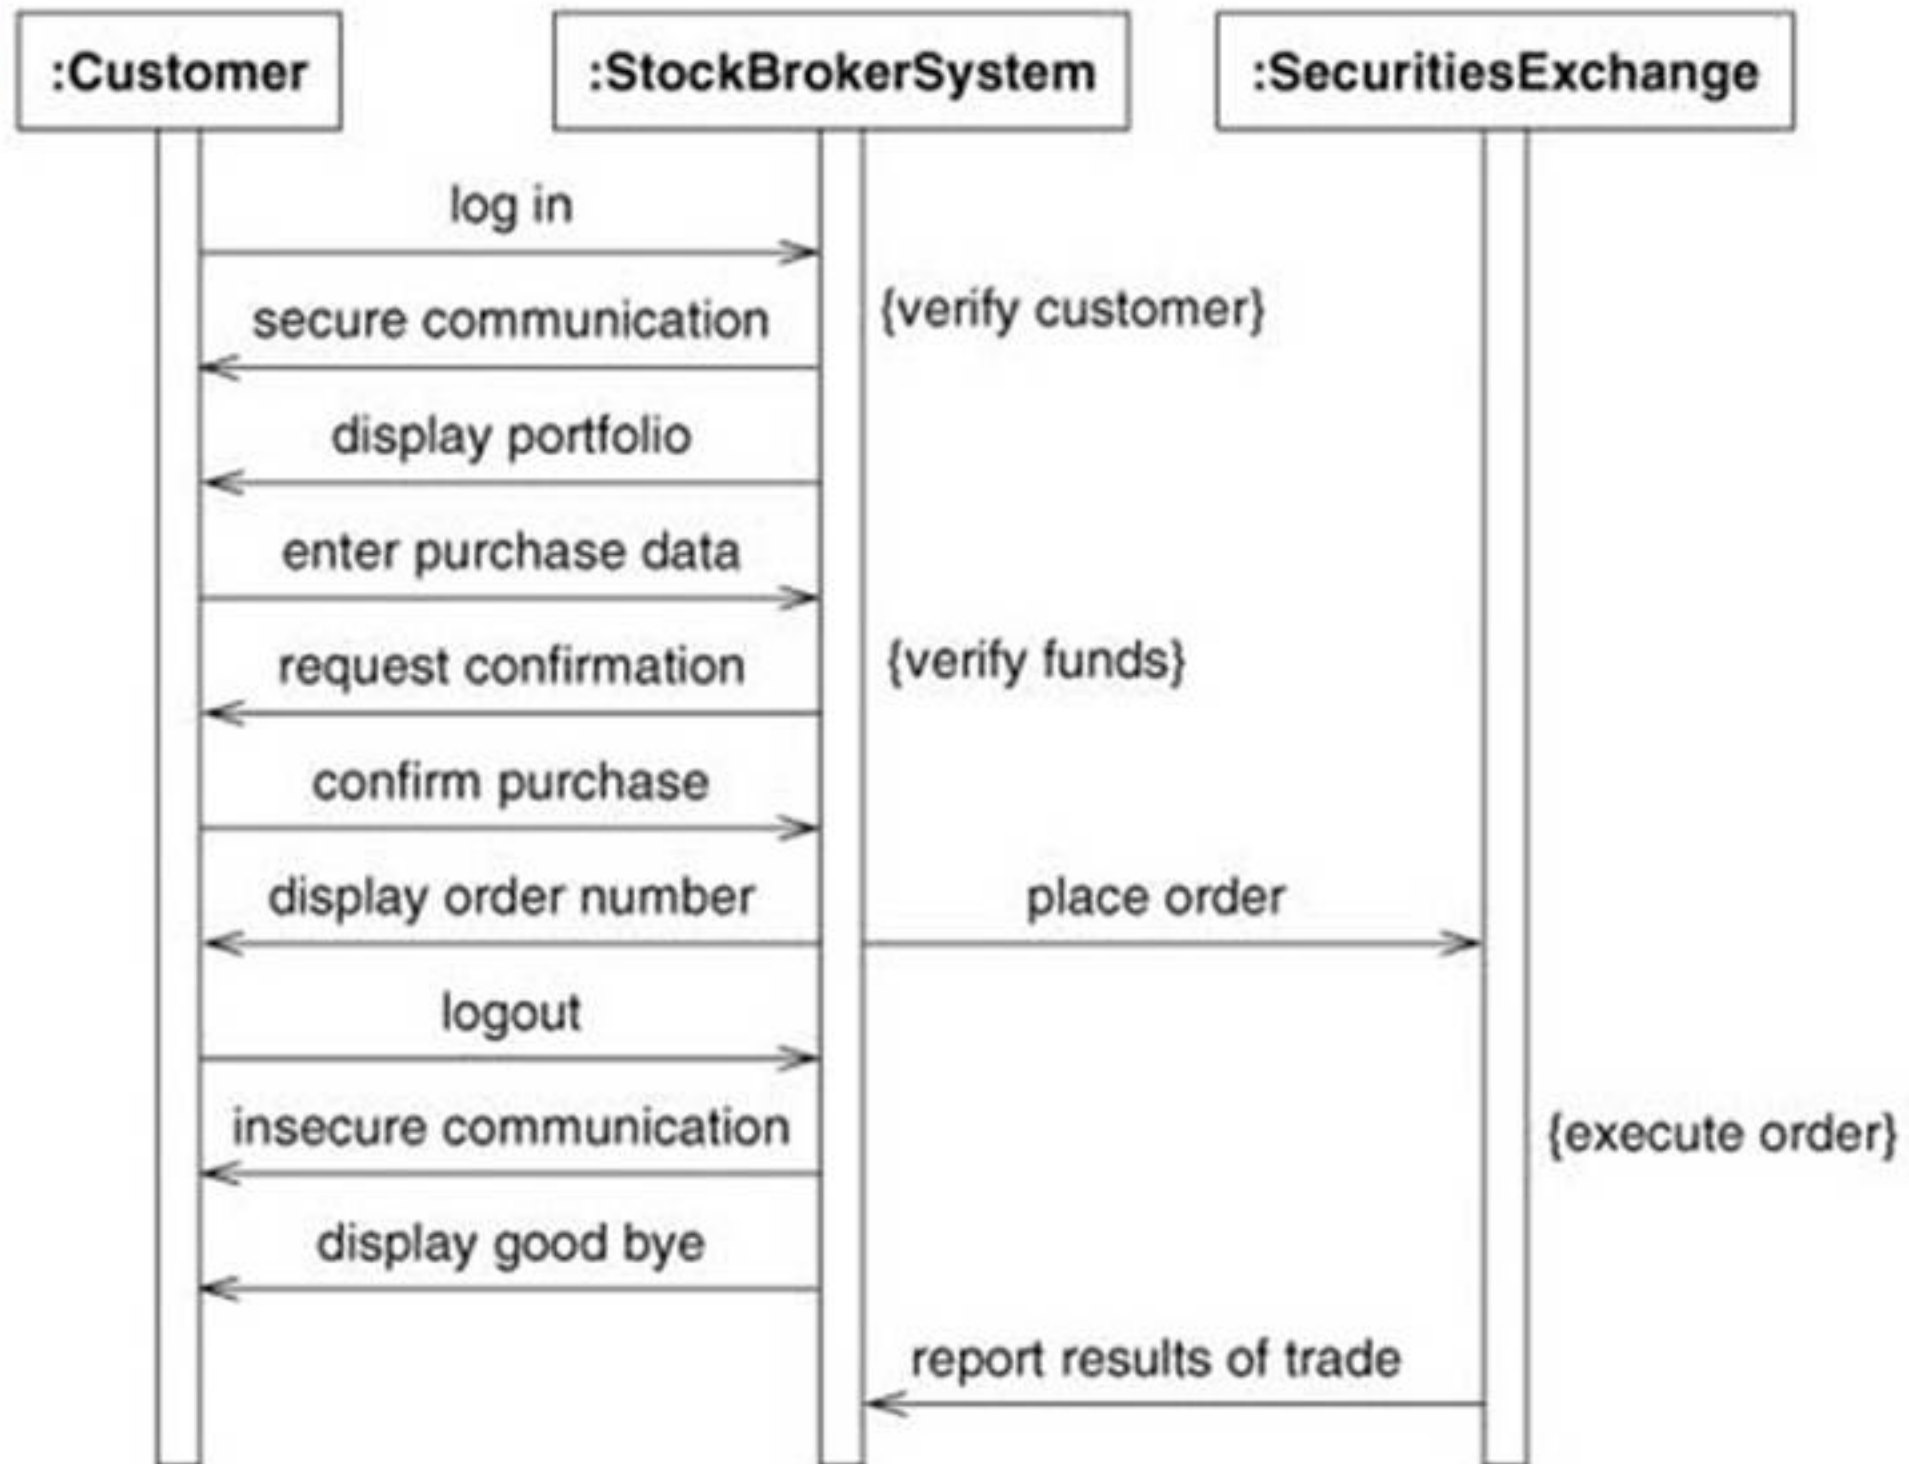 :Customer
:StockBrokerSystem
:SecuritiesExchange
log in
{verify customer}
secure communication
display portfolio
enter purchase data
{verify funds}
request confirmation
confirm purchase
display order number
place order
logout
insecure communication
{execute order}
display good bye
report results of trade